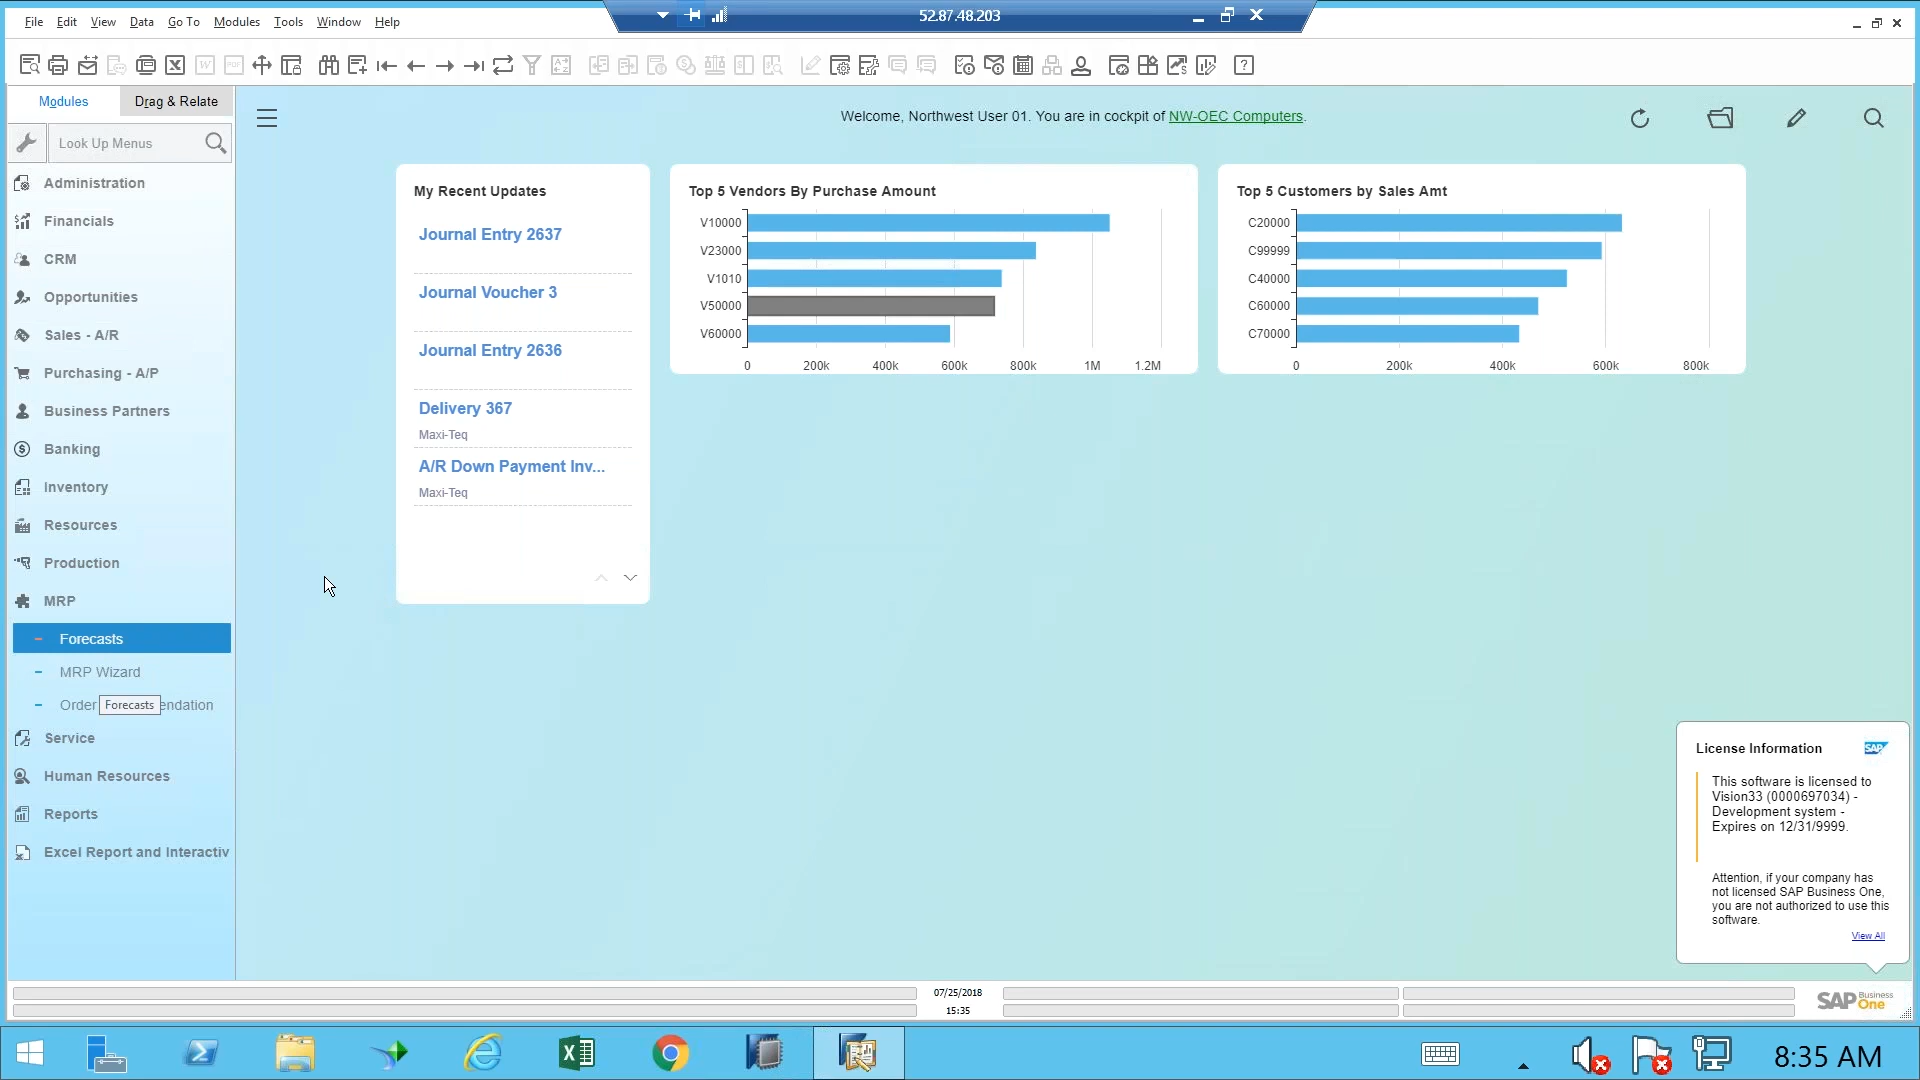 52.87.48.203
File Edit View Data Go To Modules Tools Window Help
Modules
Drag & Relate
Look Up Menus
Administration
Financials
CRM
Opportunities
Sales - A/R
Purchasing - A/P
Business Partners
Banking
Inventory
Resources
Production
MRP
Forecasts
MRP Wizard
Order Forecasts endation
Service
Human Resources
Reports
Excel Report and Interactiv
Welcome, Northwest User 01. You are in cockpit of NW-OEC Computers.
My Recent Updates
Journal Entry 2637
Journal Voucher 3
Journal Entry 2636
Delivery 367
Maxi-Teq
A/R Down Payment Inv...
Maxi-Teq
Top 5 Vendors By Purchase Amount
V10000
V23000
V1010
V50000
V60000
0 200k 400k 600k 800k 1M 1.2M
Top 5 Customers by Sales Amt
C20000
C99999
C40000
C60000
C70000
0 200k 400k 600k 800k
License Information
SAP
This software is licensed to
Vision33 (0000697034) -
Development system -
Expires on 12/31/9999.
Attention, if your company has
not licensed SAP Business One,
you are not authorized to use this
software.
View All
07/25/2018
15:35
SAP Business One
8:35 AM